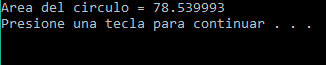 Area del circulo = 78.539993
Presione una tecla para continuar . . .